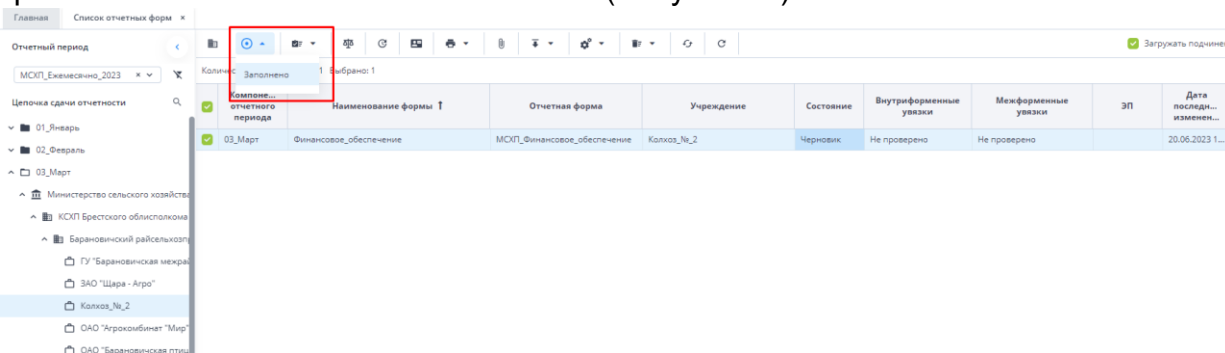 Главная Список отчетных форм ×
Отчетный период
Загружать подчине
МСХП_Ежемесячно_2023 ×
Заполнено
1 Выбрано: 1
Цепочка сдачи отчетности
Компоне... отчетного периода
Наименование формы ↑
Отчетная форма
Учреждение
Состояние
Внутриформенные увязки
Межформенные увязки
ЭП
Дата последн... изменен...
03_Март Финансовое_обеспечение МСХП_Финансовое_обеспечение Колхоз_№_2 Черновик Не проверено Не проверено 20.06.2023 1...
01_Январь
02_Февраль
03_Март
Министерство сельского хозяйства
КСХП Брестского облисполкома
Барановичский райсельхозп
ГУ "Барановичская межрай
ЗАО "Щара - Агро"
Колхоз_№_2
ОАО "Агрокомбинат "Мир"
ОАО "Барановичская птиц